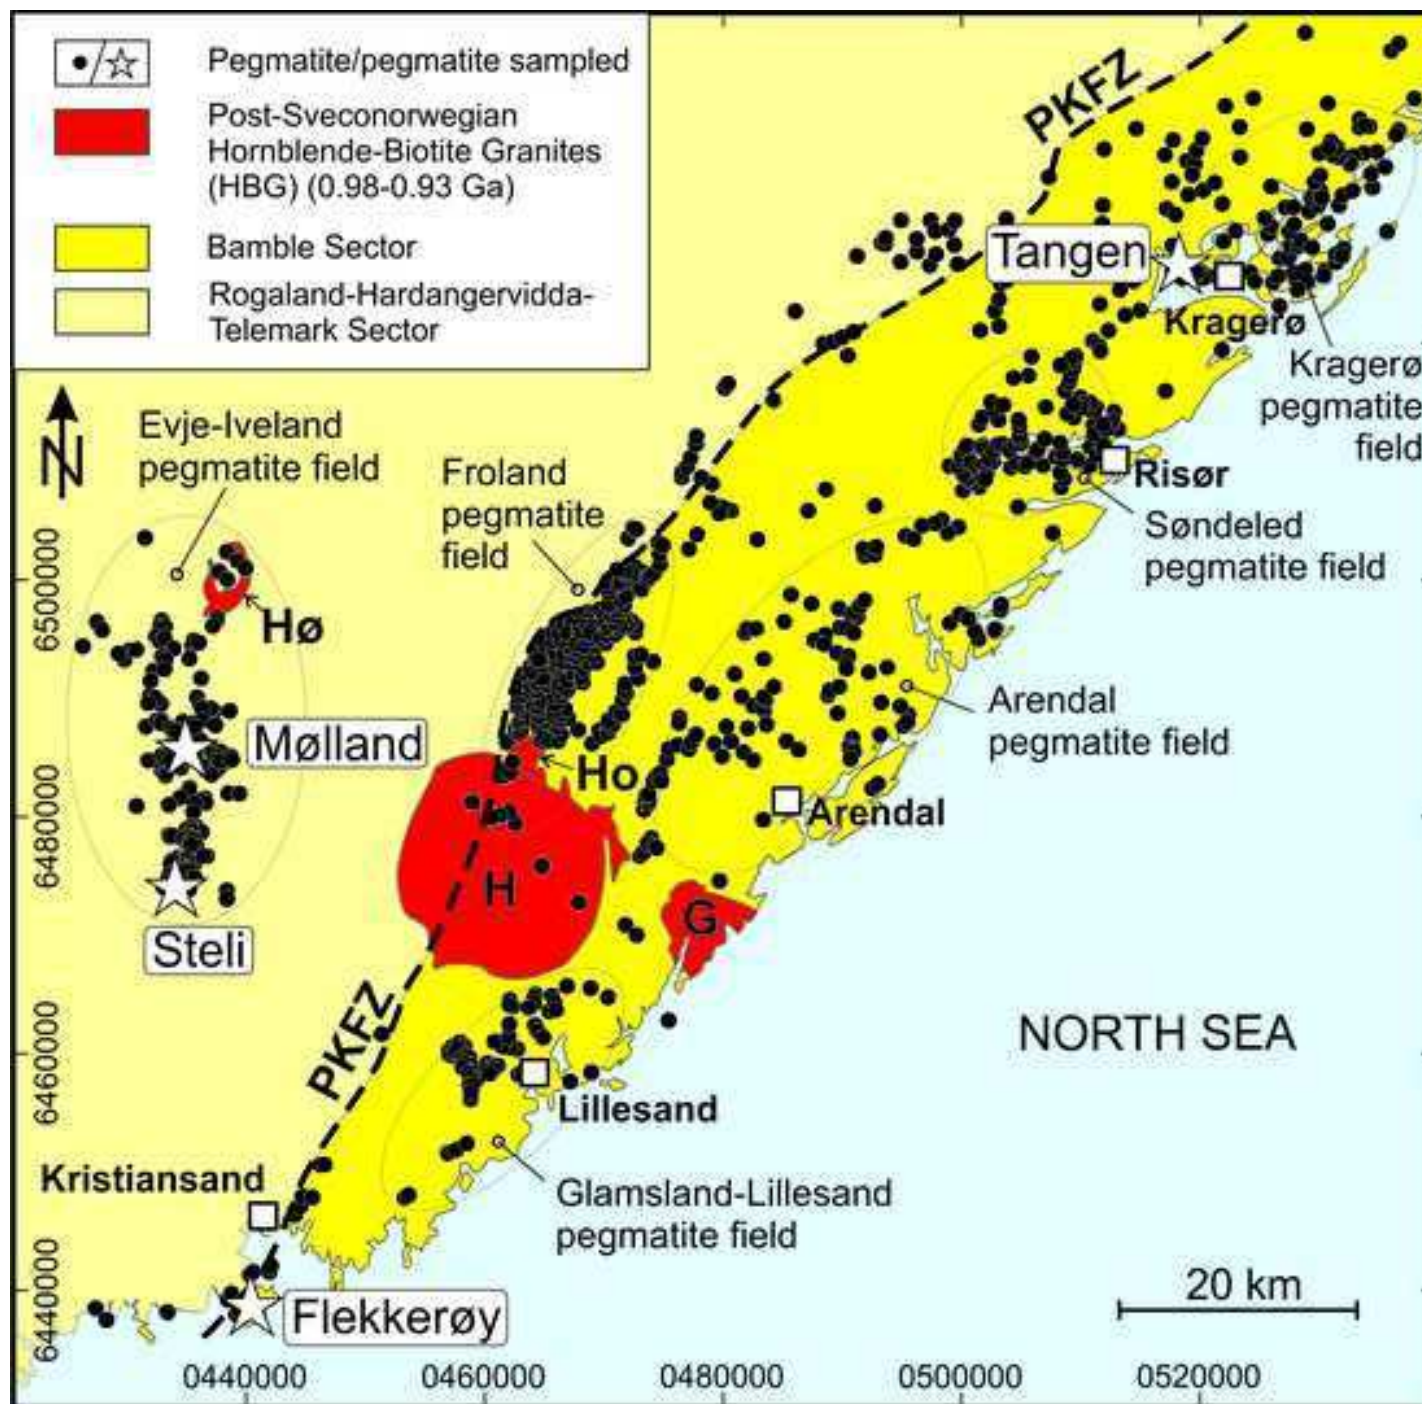 Pegmatite/pegmatite sampled
Post-Sveconorwegian
Hornblende-Biotite Granites
(HBG) (0.98-0.93 Ga)
Bamble Sector
Rogaland-Hardangervidda-
Telemark Sector
PKFZ
Tangen
Kragerø
Kragerø
pegmatite
field
N
Evje-Iveland
pegmatite field
Froland
pegmatite
field
Risør
Søndeled
pegmatite field
Hø
Mølland
Arendal
pegmatite field
Ho
Arendal
H
G
Steli
PKFZ
NORTH SEA
Lillesand
Kristiansand
Glamsland-Lillesand
pegmatite field
Flekkerøy
20 km
6500000
6480000
6460000
6440000
0440000
0460000
0480000
0500000
0520000